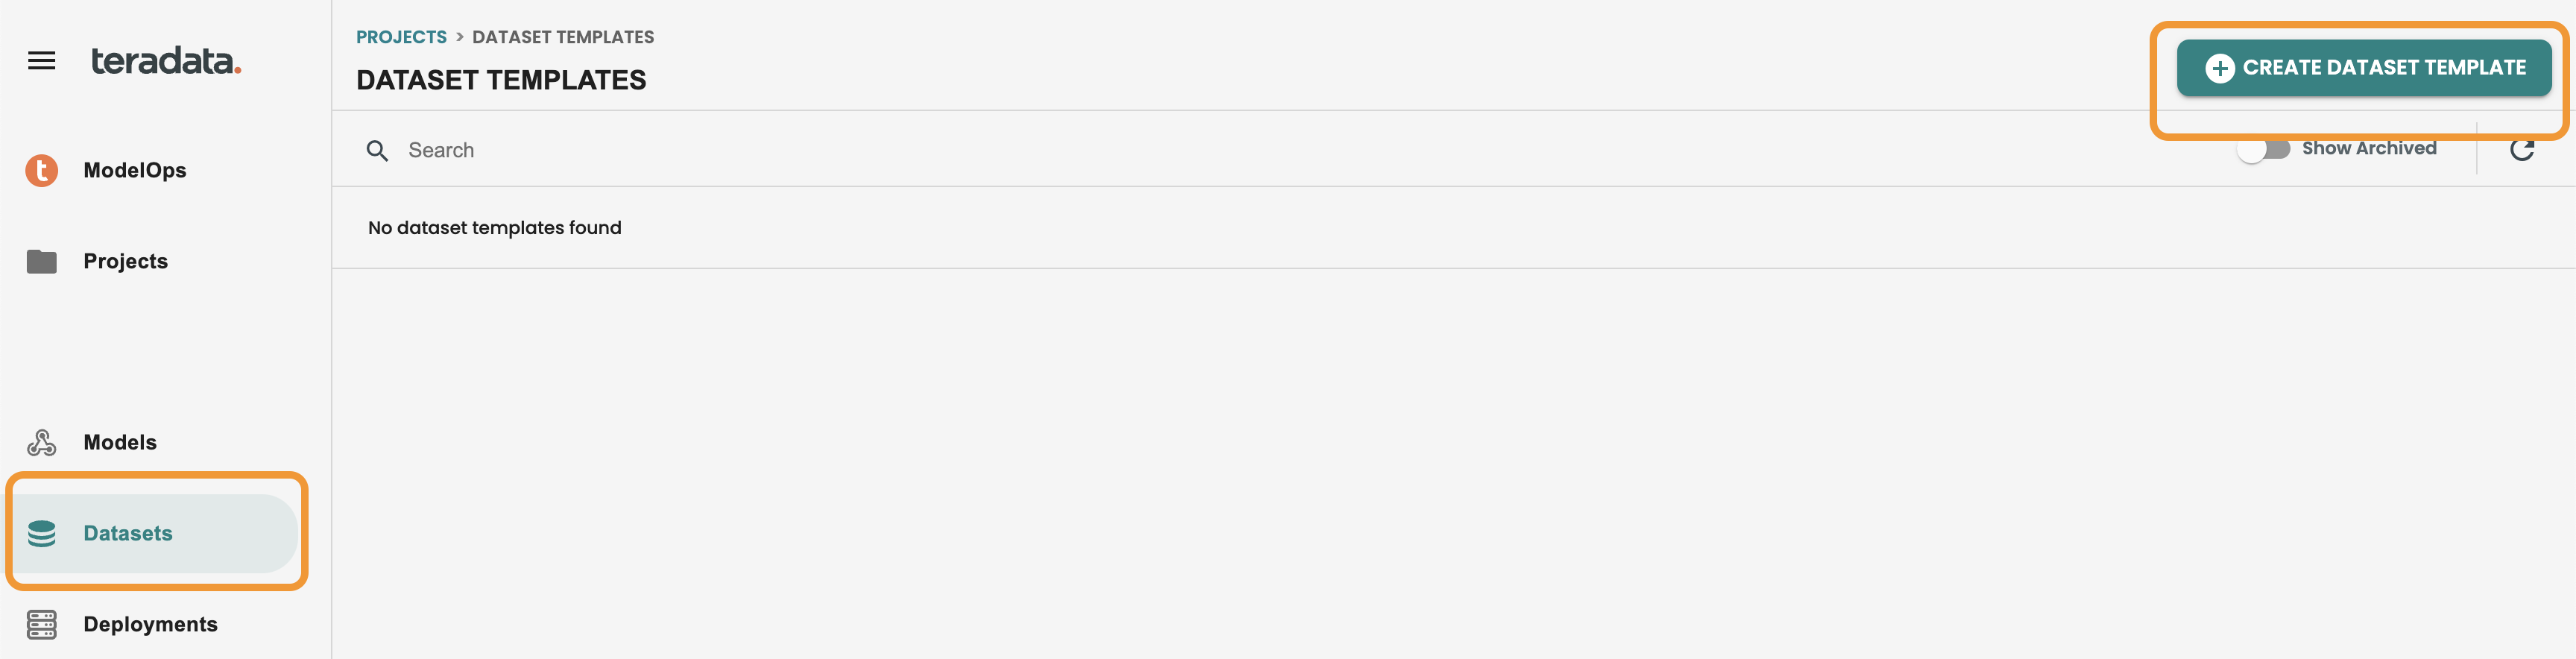 teradata.
ModelOps
Projects
Models
Datasets
Deployments
PROJECTS > DATASET TEMPLATES
DATASET TEMPLATES
CREATE DATASET TEMPLATE
Search
Show Archived
No dataset templates found